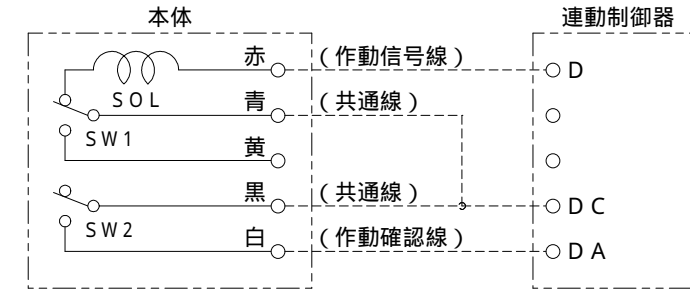 本体 連動制御器
赤 (作動信号線) D
SOL 青 (共通線)
SW1
黄
黒 (共通線) DC
SW2 白 (作動確認線) DA